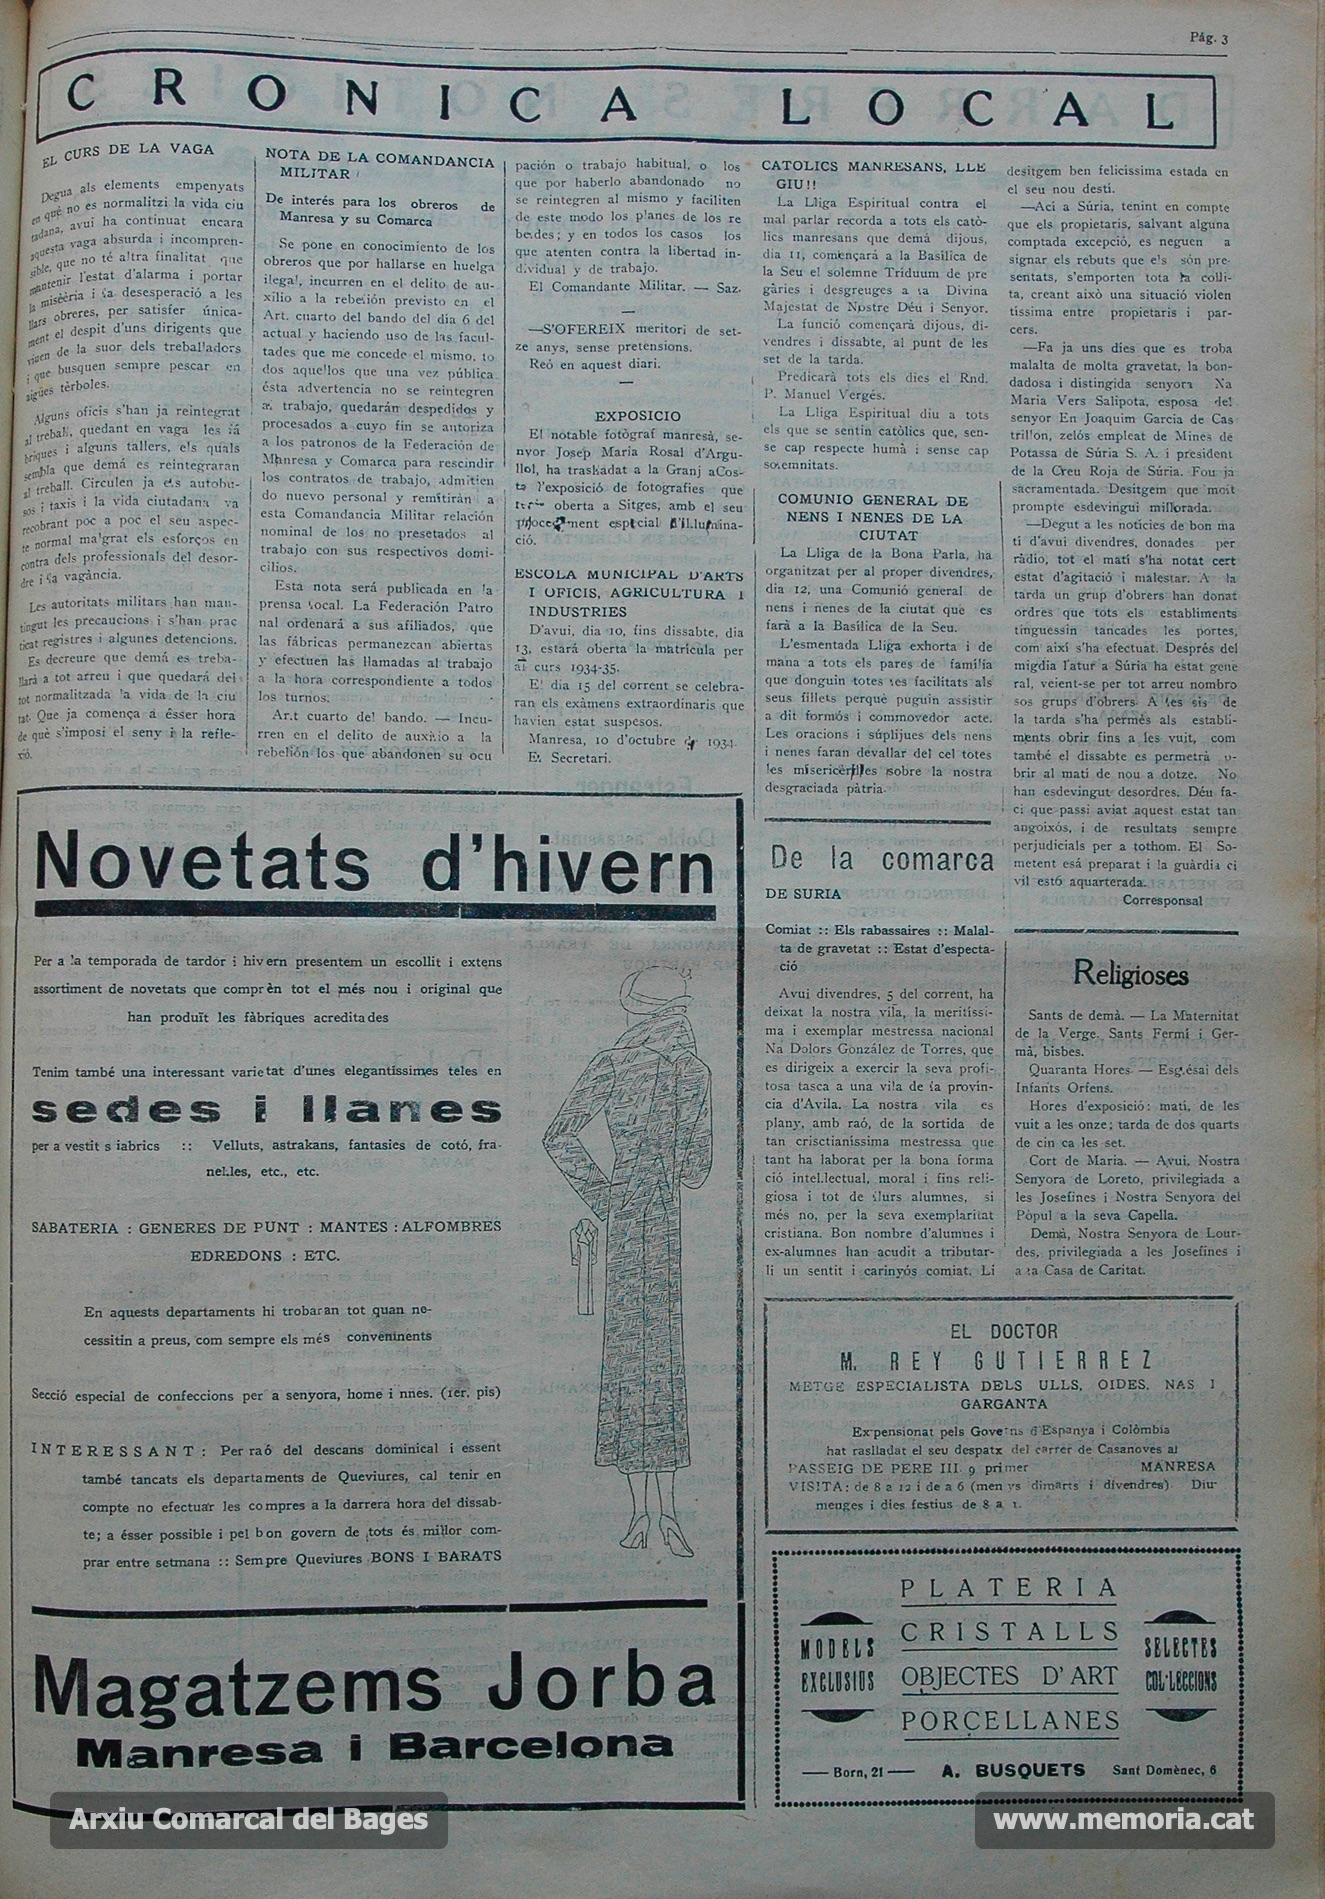 Pág. 3
CRONICA LOCAL
EL CURS DE LA VAGA
Degua als elements empenyats
en què no es normalitzi la vida ciu
tadana, avui ha continuat encara
aquesta vaga absurda i incompren-
sible, que no té altra finalitat que
mantenir l'estat d'alarma i portar
la misèria i la desesperació a les
llars obreres, per satisfer única-
ment el despit d'uns dirigents que
viuen de la suor dels treballadors
i que busquen sempre pescar en
aigües tèrboles.
Alguns oficis s'han ja reintegrat
al treball, quedant en vaga les fà
briques i alguns tallers, els quals
sembla que demà es reintegraran
al treball. Circulen ja els autobu-
sos i taxis i la vida ciutadana va
recobrant poc a poc el seu aspec-
te normal malgrat els esforços en
contra dels professionals del desor-
dre i la vagància.
Les autoritats militars han man-
tingut les precaucions i s'han prac
ticat registres i algunes detencions.
Es decreure que demà es treba-
llarà a tot arreu i que quedarà del
tot normalitzada la vida de la ciu
tat. Que ja comença a ésser hora
de què s'imposi el seny i la refle-
xió.
NOTA DE LA COMANDANCIA
MILITAR
De interés para los obreros de
Manresa y su Comarca
Se pone en conocimiento de los
obreros que por hallarse en huelga
ilegal, incurren en el delito de au-
xilio a la rebelión previsto en el
Art. cuarto del bando del día 6 del
actual y haciendo uso de las facul-
tades que me concede el mismo, to
dos aquellos que una vez pública
ésta advertencia no se reintegren
al trabajo, quedarán despedidos y
procesados a cuyo fin se autoriza
a los patronos de la Federación de
Manresa y Comarca para rescindir
los contratos de trabajo, admitien
do nuevo personal y remitirán a
esta Comandancia Militar relación
nominal de los no presetados al
trabajo con sus respectivos domi-
cilios.
Esta nota será publicada en la
prensa local. La Federación Patro
nal ordenará a sus afiliados, que
las fábricas permanezcan abiertas
y efectuen las llamadas al trabajo
a la hora correspondiente a todos
los turnos.
Ar.t cuarto del bando. — Incu-
rren en el delito de auxilio a la
rebelión los que abandonen su ocu
pación o trabajo habitual, o los
que por haberlo abandonado no
se reintegren al mismo y faciliten
de este modo los planes de los re
beldes; y en todos los casos los
que atenten contra la libertad in-
dividual y de trabajo.
El Comandante Militar. — Saz.
—S'OFEREIX meritori de set-
ze anys, sense pretensions.
Reó en aquest diari.
EXPOSICIO
El notable fotògraf manresà, se-
nyor Josep Maria Rosal d'Argu-
llol, ha traskadat a la Granj aCos-
ta l'exposició de fotografies que
oberta a Sitges, amb el seu
procediment especial d'il.lumina-
ció.
ESCOLA MUNICIPAL D'ARTS
I OFICIS, AGRICULTURA I
INDUSTRIES
D'avui, dia 10, fins dissabte, dia
13, estarà oberta la matrícula per
al curs 1934-35.
El dia 15 del corrent se celebra-
ran els exàmens extraordinaris que
havien estat suspesos.
Manresa, 10 d'octubre de 1934.
El Secretari.
CATOLICS MANRESANS, LLE
GIU!!
La Lliga Espiritual contra el
mal parlar recorda a tots els catò-
lics manresans que demà dijous,
dia 11, començarà a la Basílica de
la Seu el solemne Triduum de pre
gàries i desgreuges a la Divina
Majestat de Nostre Déu i Senyor.
La funció començarà dijous, di-
vendres i dissabte, al punt de les
set de la tarda.
Predicarà tots els dies el Rnd.
P. Manuel Vergés.
La Lliga Espiritual diu a tots
els que se sentin catòlics que, sen-
se cap respecte humà i sense cap
solemnitats.
COMUNIO GENERAL DE
NENS I NENES DE LA
CIUTAT
La Lliga de la Bona Parla, ha
organitzat per al proper divendres,
dia 12, una Comunió general de
nens i nenes de la ciutat que es
farà a la Basílica de la Seu.
L'esmentada Lliga exhorta i de
mana a tots els pares de família
que donguin totes les facilitats als
seus fillets perquè puguin assistir
a dit formós i commovedor acte.
Les oracions i súplijues dels nens
i nenes faran devallar del cel totes
les misericòrdies sobre la nostra
desgraciada pàtria.
De la comarca
DE SURIA
Comiat :: Els rabassaires :: Malal-
ta de gravetat :: Estat d'especta-
ció
Avui divendres, 5 del corrent, ha
deixat la nostra vila, la meritíssi-
ma i exemplar mestressa nacional
Na Dolors González de Torres, que
es dirigeix a exercir la seva profi-
tosa tasca a una vila de la provín-
cia d'Avila. La nostra vila es
plany, amb raó, de la sortida de
tan crisctianíssima mestressa que
tant ha laborat per la bona forma
ció intel.lectual, moral i fins reli-
giosa i tot de llurs alumnes, si
més no, per la seva exemplaritat
cristiana. Bon nombre d'alumnes i
ex-alumnes han acudit a tributar-
li un sentit i carinyós comiat. Li
desitgem ben felicíssima estada en
el seu nou destí.
—Ací a Súria, tenint en compte
que els propietaris, salvant alguna
comptada excepció, es neguen a
signar els rebuts que els són pre-
sentats, s'emporten tota la colli-
ta, creant això una situació violen
tíssima entre propietaris i par-
cers.
—Fa ja uns dies que es troba
malalta de molta gravetat, la bon-
dadosa i distingida senyora Na
Maria Vers Salipota, esposa del
senyor En Joaquim Garcia de Cas
trillon, zelós empleat de Mines de
Potassa de Súria S. A. i president
de la Creu Roja de Súria. Fou ja
sacramentada. Desitgem que molt
prompte esdevingui millorada.
—Degut a les notícies de bon ma
tí d'avui divendres, donades per
ràdio, tot el matí s'ha notat cert
estat d'agitació i malestar. A la
tarda un grup d'obrers han donat
ordres que tots els establiments
tinguessin tancades les portes,
com així s'ha efectuat. Després del
migdia l'atur a Súria ha estat gene
ral, veient-se per tot arreu nombro
sos grups d'obrers. A les sis de
la tarda s'ha permés als establi-
ments obrir fins a les vuit, com
també el dissabte es permetrà o-
brir al matí de nou a dotze. No
han esdevingut desordres. Déu fa-
ci que passi aviat aquest estat tan
angoixós, i de resultats sempre
perjudicials per a tothom. El So-
metent esá preparat i la guàrdia ci
vil estó aquarterada.
Corresponsal
Religioses
Sants de demà. — La Maternitat
de la Verge. Sants Fermí i Ger-
mà, bisbes.
Quaranta Hores. — Església dels
Infants Orfens.
Hores d'exposició: matí, de les
vuit a les onze; tarda de dos quarts
de cin ca les set.
Cort de Maria. — Avui, Nostra
Senyora de Loreto, privilegiada a
les Josefines i Nostra Senyora del
Pòpul a la seva Capella.
Demà, Nostra Senyora de Lour-
des, privilegiada a les Josefines i
a la Casa de Caritat.
Novetats d'hivern
Per a la temporada de tardor i hivern presentem un escollit i extens
assortiment de novetats que comprèn tot el més nou i original que
han produït les fàbriques acreditades
Tenim també una interessant varietat d'unes elegantíssimes teles en
sedes i llanes
per a vestit s iabrics :: Velluts, astrakans, fantasies de cotó, fra-
nel.les, etc., etc.
SABATERIA : GENERES DE PUNT : MANTES : ALFOMBRES
EDREDONS : ETC.
En aquests departaments hi trobaran tot quan ne-
cessitin a preus, com sempre els més conveninents
Secció especial de confeccions per a senyora, home i nnes. (1er. pis)
INTERESSANT: Per raó del descans dominical i essent
també tancats els departaments de Queviures, cal tenir en
compte no efectuar les compres a la darrera hora del dissab-
te; a ésser possible i pel bon govern de tots és millor com-
prar entre setmana :: Sempre Queviures BONS I BARATS
Magatzems Jorba
Manresa i Barcelona
EL DOCTOR
M. REY GUTIERREZ
METGE ESPECIALISTA DELS ULLS, OIDES, NAS I
GARGANTA
Expensionat pels Governs d'Espanya i Colòmbia
hat raslladat el seu despatx del carrer de Casanoves al
PASSEIG DE PERE III. 9 primer MANRESA
VISITA: de 8 a 12 i de a 6 (men ys dimarts i divendres). Diu-
menges i dies festius de 8 a 1.
PLATERIA
CRISTALLS
OBJECTES D'ART
PORCELLANES
MODELS
EXCLUSIUS
SELECTES
COL·LECCIONS
Born, 21 — A. BUSQUETS Sant Domènec, 6
Arxiu Comarcal del Bages
www.memoria.cat